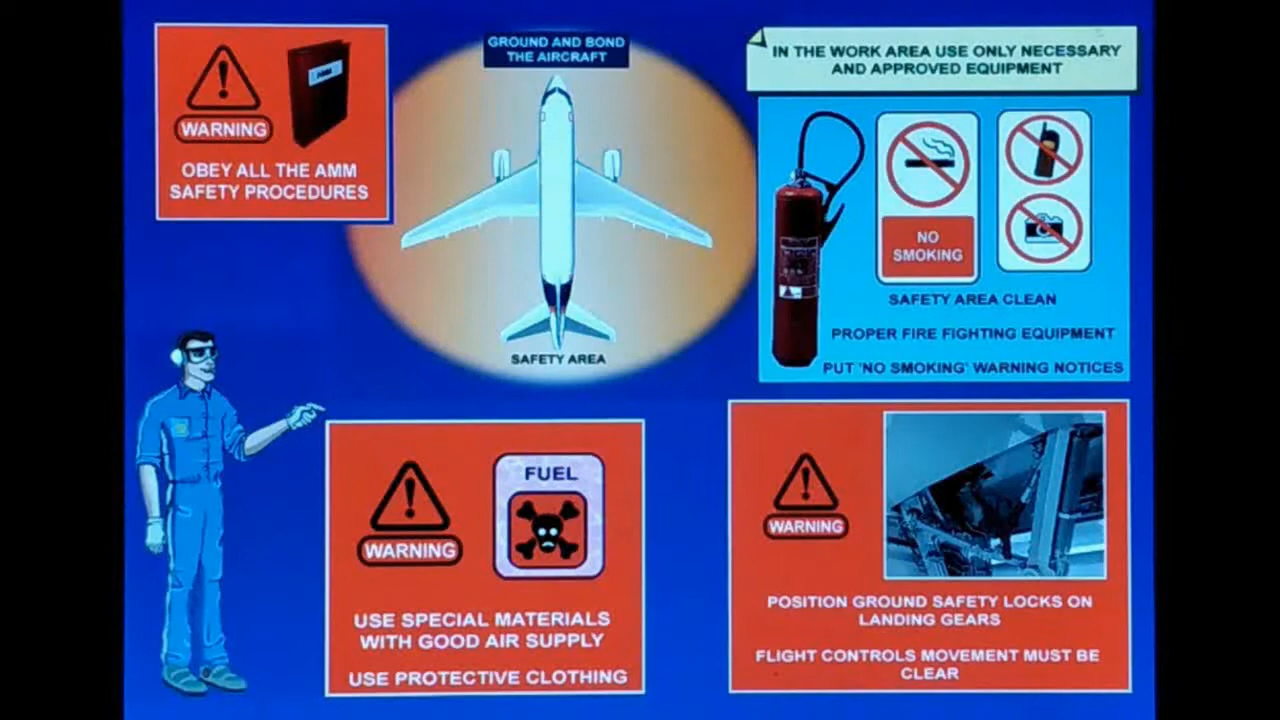 WARNING
OBEY ALL THE AMM
SAFETY PROCEDURES
GROUND AND BOND
THE AIRCRAFT
SAFETY AREA
IN THE WORK AREA USE ONLY NECESSARY
AND APPROVED EQUIPMENT
NO
SMOKING
SAFETY AREA CLEAN
PROPER FIRE FIGHTING EQUIPMENT
PUT 'NO SMOKING' WARNING NOTICES
WARNING
FUEL
USE SPECIAL MATERIALS
WITH GOOD AIR SUPPLY
USE PROTECTIVE CLOTHING
WARNING
POSITION GROUND SAFETY LOCKS ON
LANDING GEARS
FLIGHT CONTROLS MOVEMENT MUST BE
CLEAR